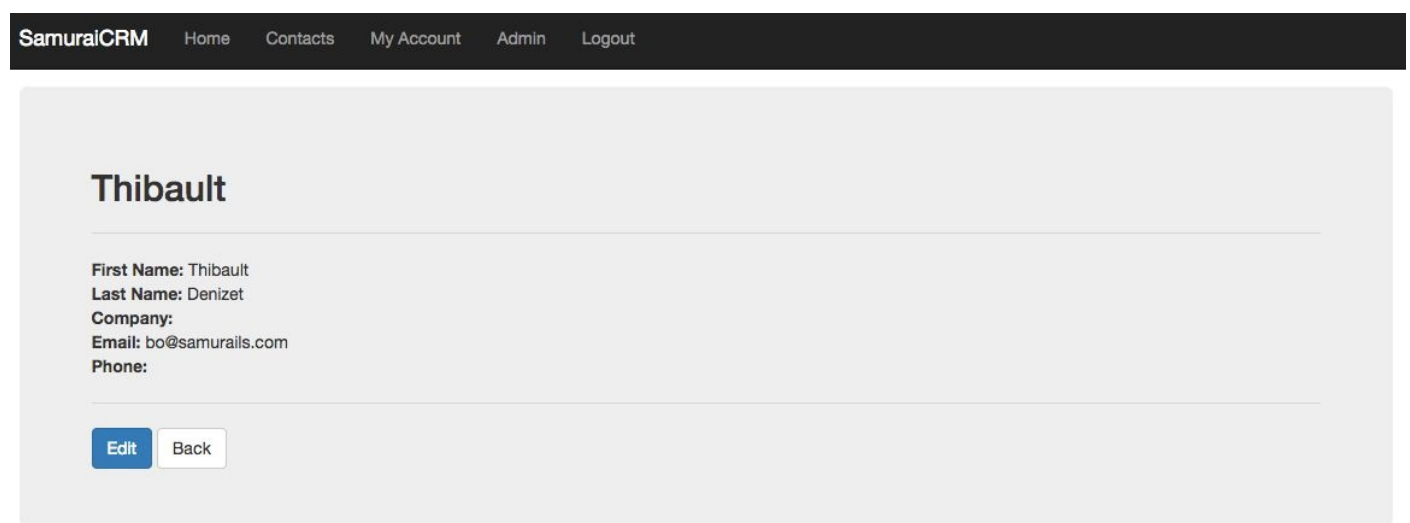 SamuraiCRM Home Contacts My Account Admin Logout
Thibault
First Name: Thibault
Last Name: Denizet
Company:
Email: bo@samurails.com
Phone:
Edit Back